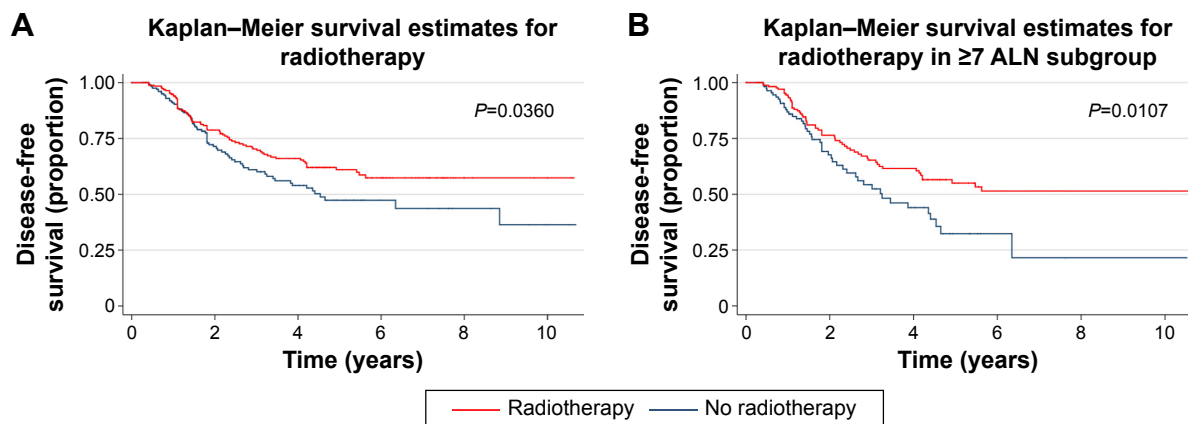 A
Kaplan–Meier survival estimates for
radiotherapy
Disease-free
survival (proportion)
1.00
0.75
0.50
0.25
0
P=0.0360
0 2 4 6 8 10
Time (years)
B
Kaplan–Meier survival estimates for
radiotherapy in ≥7 ALN subgroup
Disease-free
survival (proportion)
1.00
0.75
0.50
0.25
0
P=0.0107
0 2 4 6 8 10
Time (years)
Radiotherapy No radiotherapy